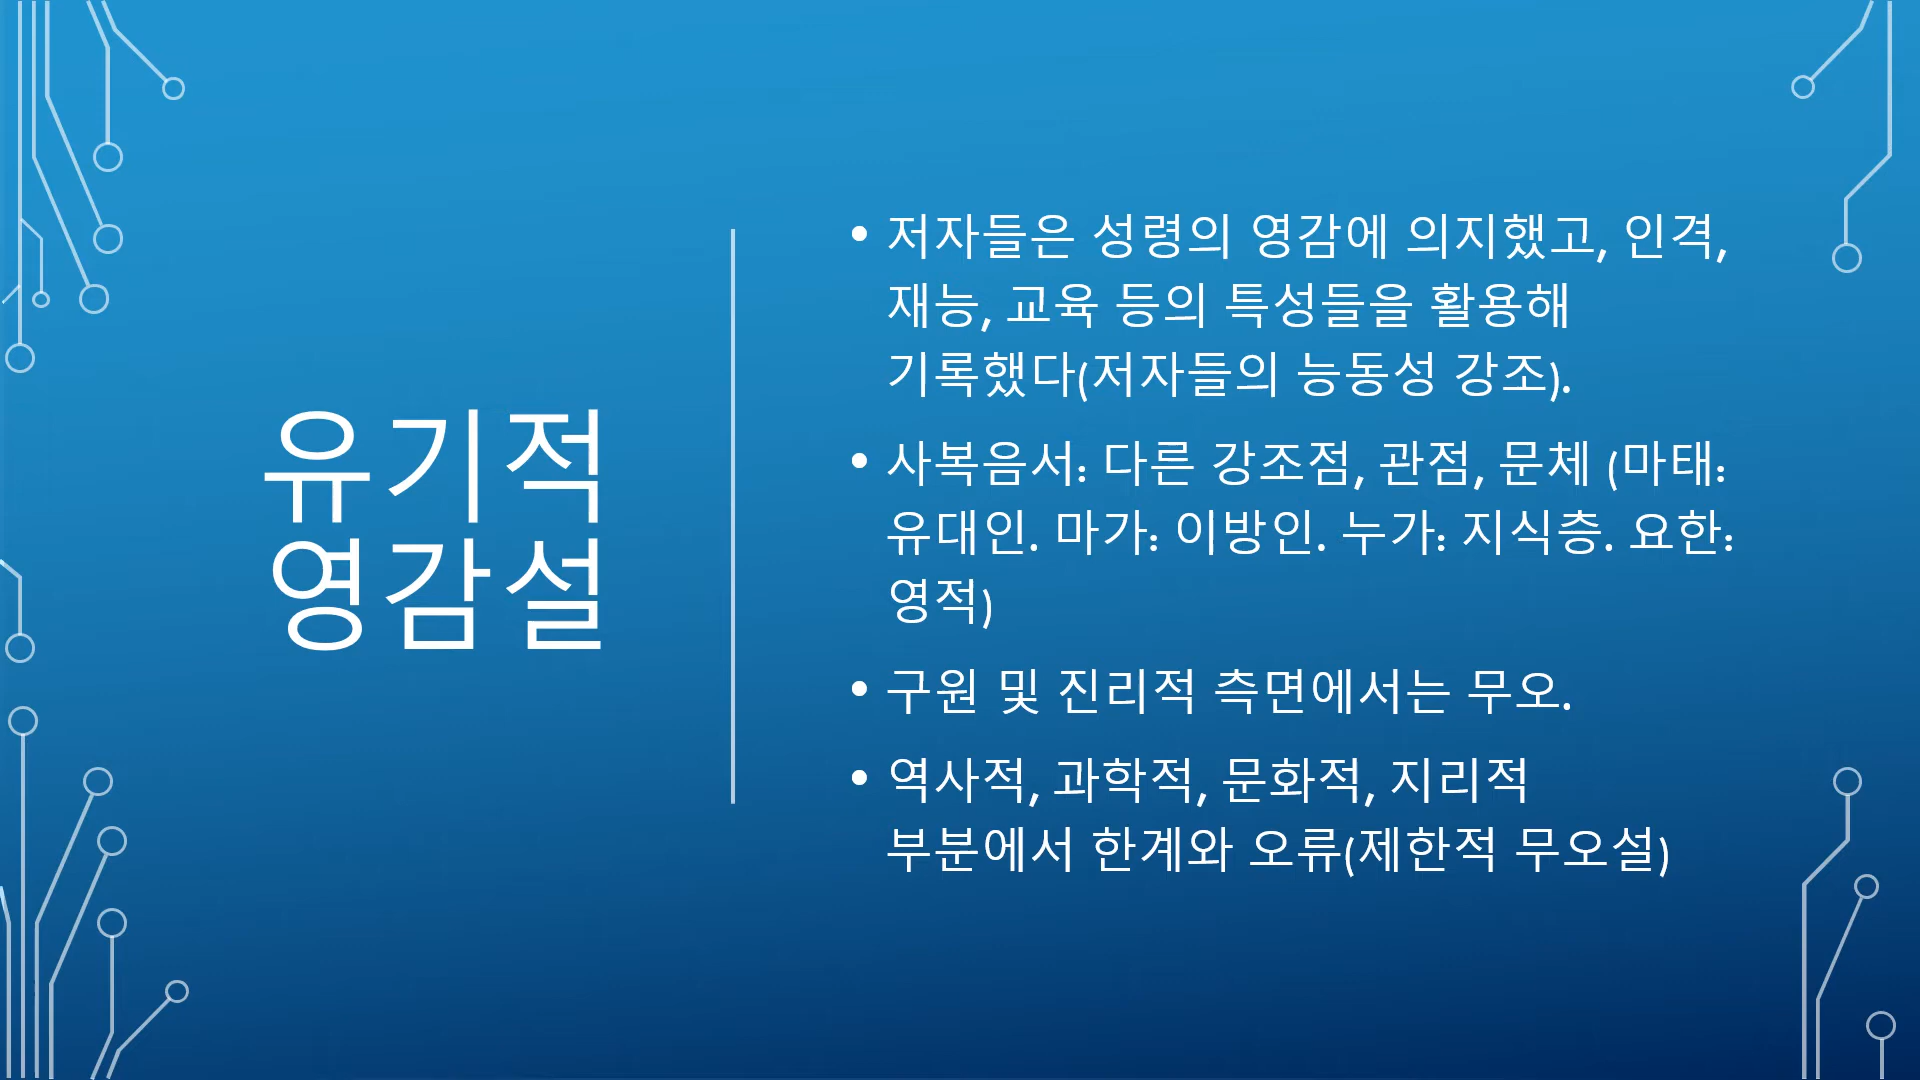 유기적
영감설
• 저자들은 성령의 영감에 의지했고, 인격,
재능, 교육 등의 특성들을 활용해
기록했다(저자들의 능동성 강조).
• 사복음서: 다른 강조점, 관점, 문체 (마태:
유대인. 마가: 이방인. 누가: 지식층. 요한:
영적)
• 구원 및 진리적 측면에서는 무오.
• 역사적, 과학적, 문화적, 지리적
부분에서 한계와 오류(제한적 무오설)